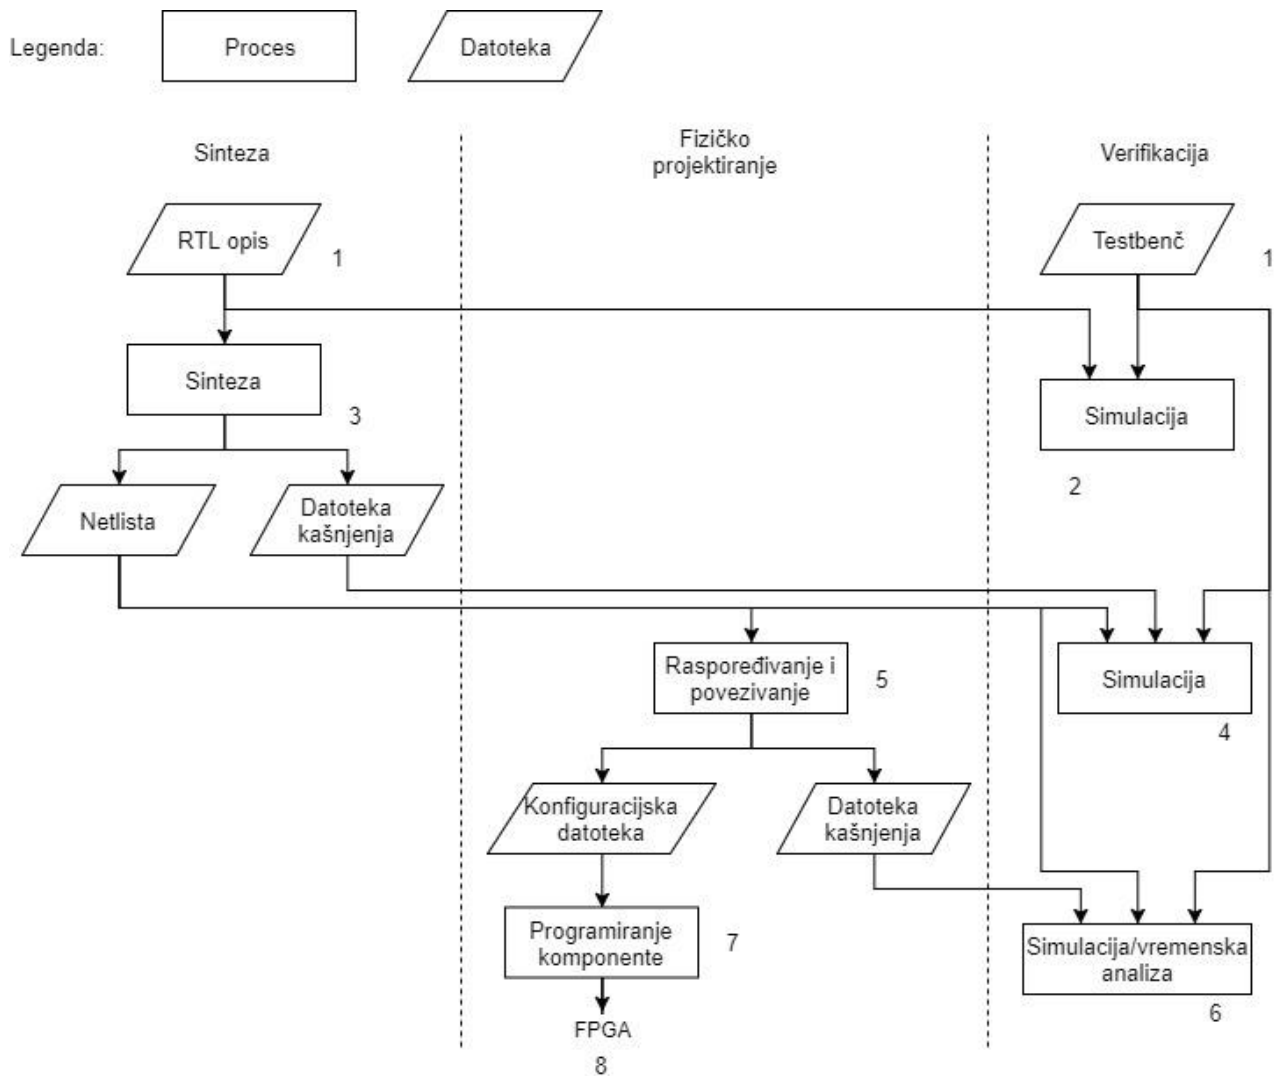 Legenda:
Proces
Datoteka
Sinteza
Fizičko
projektiranje
Verifikacija
RTL opis
1
Testbenč
1
Sinteza
3
Simulacija
2
Netlista
Datoteka
kašnjenja
Raspoređivanje i
povezivanje
5
Simulacija
4
Konfiguracijska
datoteka
Datoteka
kašnjenja
Programiranje
komponente
7
Simulacija/vremenska
analiza
6
FPGA
8